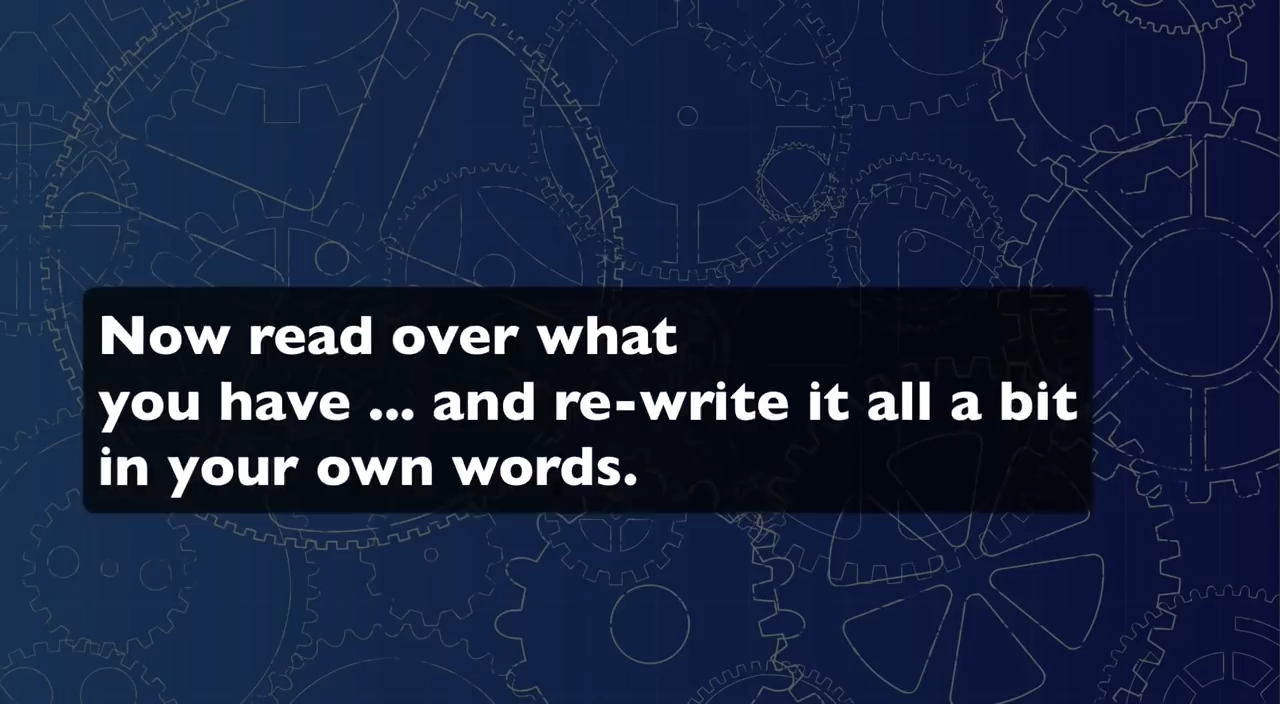 Now read over what
you have ... and re-write it all a bit
in your own words.